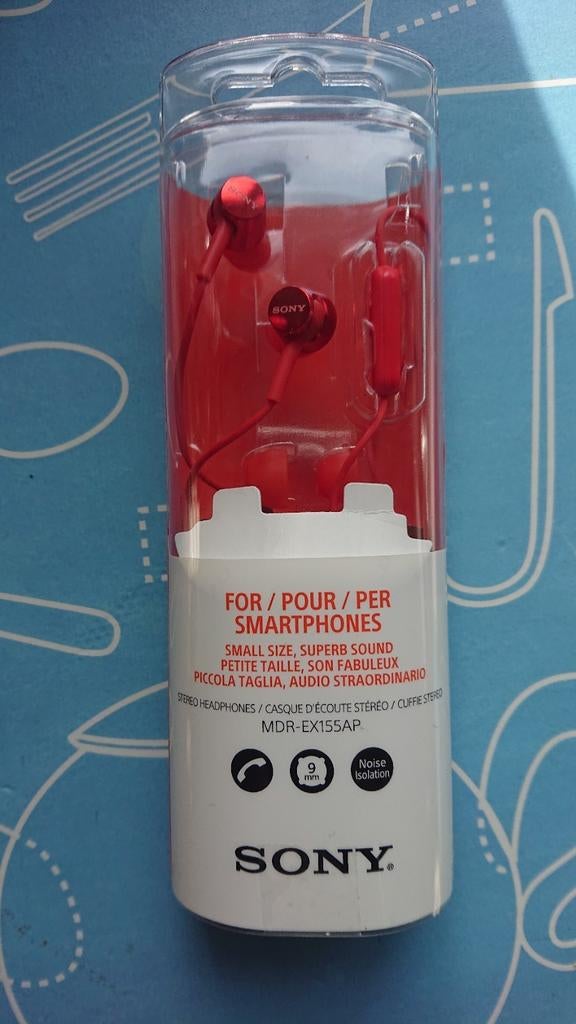 SONY
SONY
FOR / POUR / PER
SMARTPHONES
SMALL SIZE, SUPERB SOUND
PETITE TAILLE, SON FABULEUX
PICCOLA TAGLIA, AUDIO STRAORDINARIO
STEREO HEADPHONES / CASQUE D'ÉCOUTE STÉRÉO / CUFFIE STEREO
MDR-EX155AP
9
mm
Noise
Isolation
SONY®